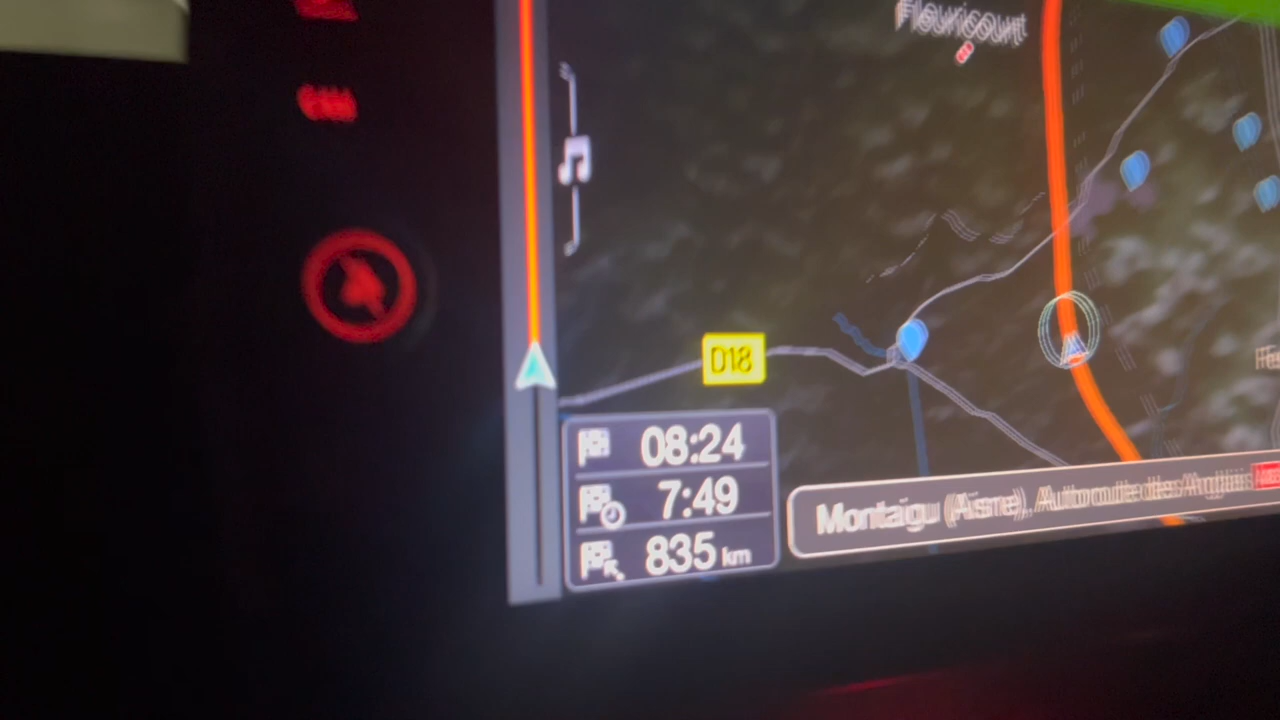 Fleuricourt
D18
08:24
7:49
835 km
Montaigu (Aisne), Autoroute des Anglais